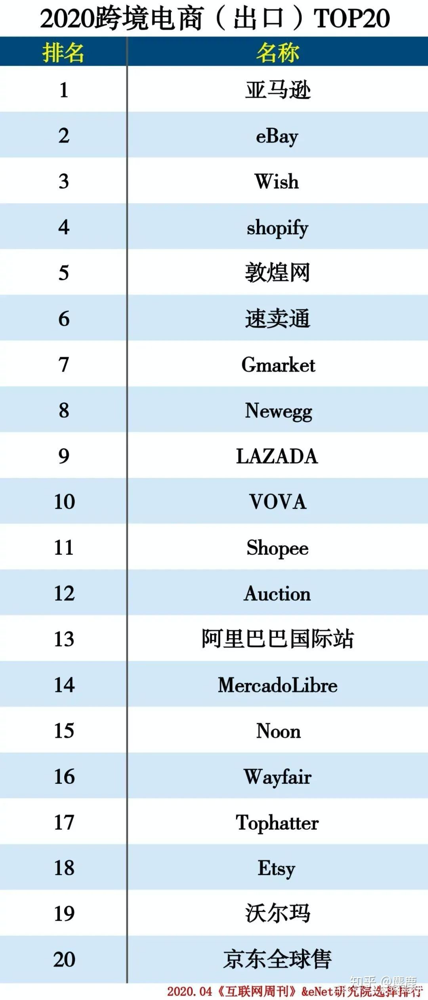 2020跨境电商（出口）TOP20
排名 名称
1 亚马逊
2 eBay
3 Wish
4 shopify
5 敦煌网
6 速卖通
7 Gmarket
8 Newegg
9 LAZADA
10 VOVA
11 Shopee
12 Auction
13 阿里巴巴国际站
14 MercadoLibre
15 Noon
16 Wayfair
17 Tophatter
18 Etsy
19 沃尔玛
20 京东全球售
知乎 @麋鹿
2020.04《互联网周刊》&eNet研究院选择排行